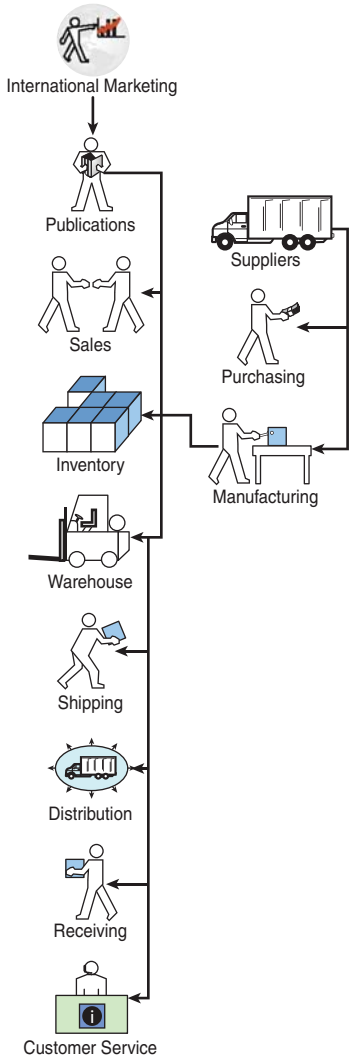 International Marketing
Publications
Suppliers
Sales
Purchasing
Inventory
Manufacturing
Warehouse
Shipping
Distribution
Receiving
i
Customer Service